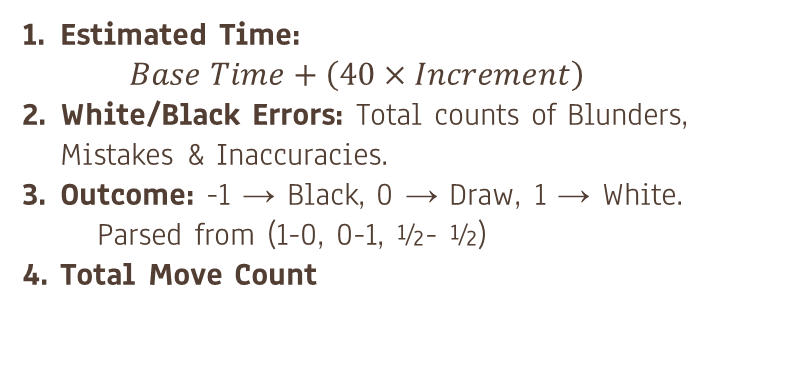 1. Estimated Time:
Base Time + (40 × Increment)
2. White/Black Errors: Total counts of Blunders,
Mistakes & Inaccuracies.
3. Outcome: -1 → Black, 0 → Draw, 1 → White.
Parsed from (1-0, 0-1, ½- ½)
4. Total Move Count